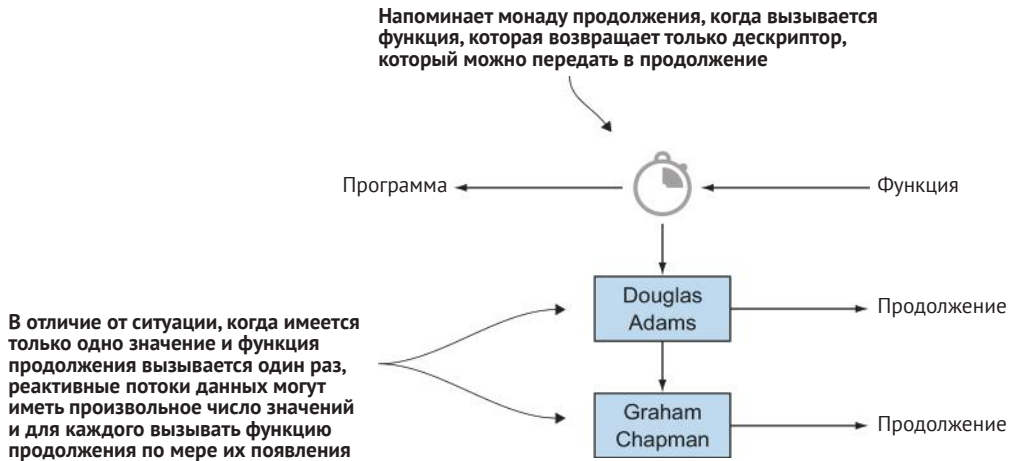 Напоминает монаду продолжения, когда вызывается
функция, которая возвращает только дескриптор,
который можно передать в продолжение
Программа
Функция
Douglas
Adams
Продолжение
В отличие от ситуации, когда имеется
только одно значение и функция
продолжения вызывается один раз,
реактивные потоки данных могут
иметь произвольное число значений
и для каждого вызывать функцию
продолжения по мере их появления
Graham
Chapman
Продолжение